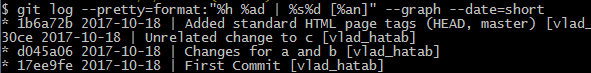 $ git log --pretty=format:"%h %ad | %s%d [%an]" --graph --date=short
* 1b6a72b 2017-10-18 | Added standard HTML page tags (HEAD, master) [vlad_
30ce 2017-10-18 | Unrelated change to c [vlad_hatab]
* d045a06 2017-10-18 | Changes for a and b [vlad_hatab]
* 17ee9fe 2017-10-18 | First Commit [vlad_hatab]